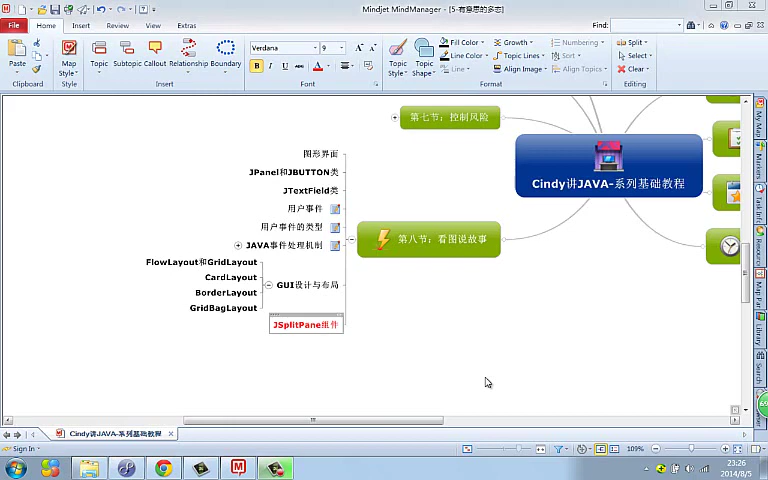 Mindjet MindManager - [5-有意思的多态]
File Home Insert Review View Extras Find:
Paste
Clipboard
Map Style Topic Subtopic Callout Relationship Boundary
Insert
Verdana 9
B I U
Font
Topic Style Topic Shape
Fill Color Growth Numbering
Line Color Topic Lines Sort
Line Align Image Align Topics
Format
Split
Select
Clear
Editing
第七节：控制风险
Cindy讲JAVA-系列基础教程
第八节：看图说故事
图形界面
JPanel和JBUTTON类
JTextField类
用户事件
用户事件的类型
JAVA事件处理机制
GUI设计与布局
FlowLayout和GridLayout
CardLayout
BorderLayout
GridBagLayout
JSplitPane组件
My Maps
Markers
Task Info
Resources
Map Parts
Library
Search
Cindy讲JAVA-系列基础教程
Sign In
109%
23:26
2014/8/5